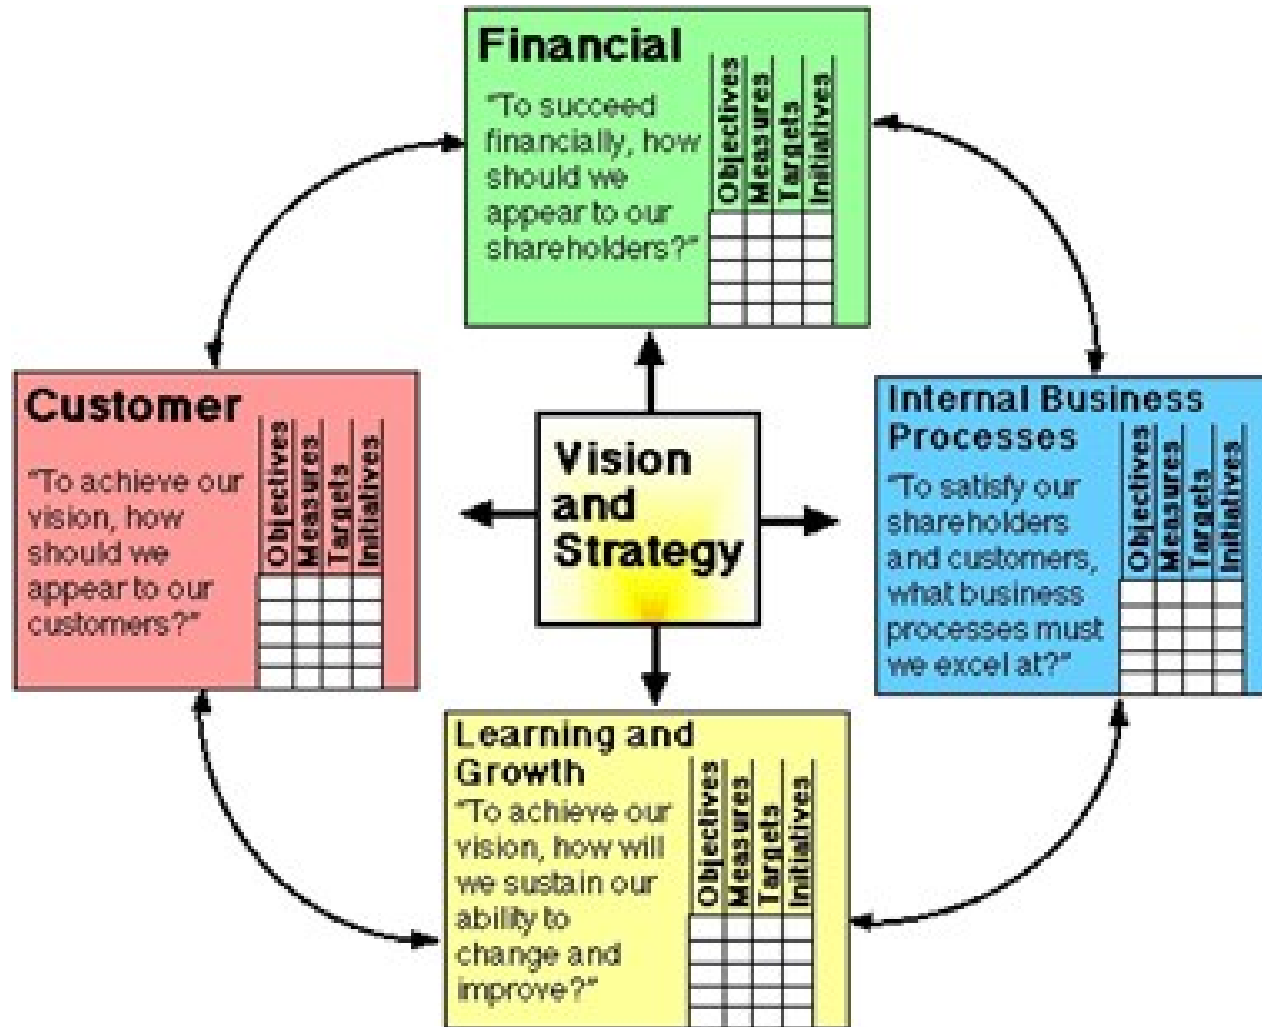 Financial
“To succeed
financially, how
should we
appear to our
shareholders?”
Objectives
Measures
Targets
Initiatives
Customer
“To achieve our
vision, how
should we
appear to our
customers?”
Objectives
Measures
Targets
Initiatives
Vision
and
Strategy
Internal Business
Processes
“To satisfy our
shareholders
and customers,
what business
processes must
we excel at?”
Objectives
Measures
Targets
Initiatives
Learning and
Growth
“To achieve our
vision, how will
we sustain our
ability to
change and
improve?”
Objectives
Measures
Targets
Initiatives